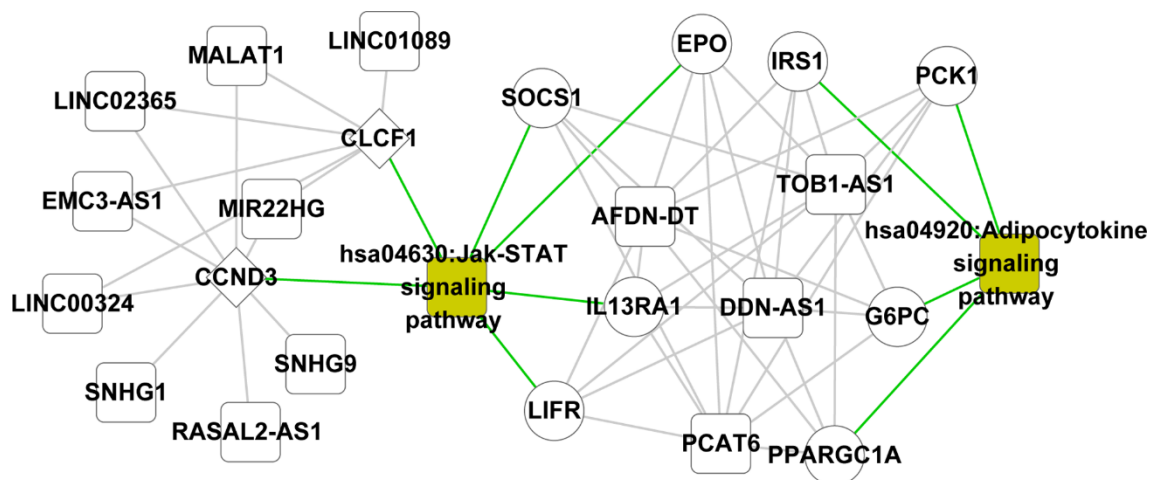 LINC01089
MALAT1
EPO
IRS1
PCK1
LINC02365
SOCS1
CLCF1
EMC3-AS1
MIR22HG
TOB1-AS1
AFDN-DT
hsa04630:Jak-STAT
signaling
pathway
hsa04920:Adipocytokine
signaling
pathway
CCND3
LINC00324
IL13RA1
DDN-AS1
G6PC
SNHG9
SNHG1
LIFR
RASAL2-AS1
PCAT6
PPARGC1A